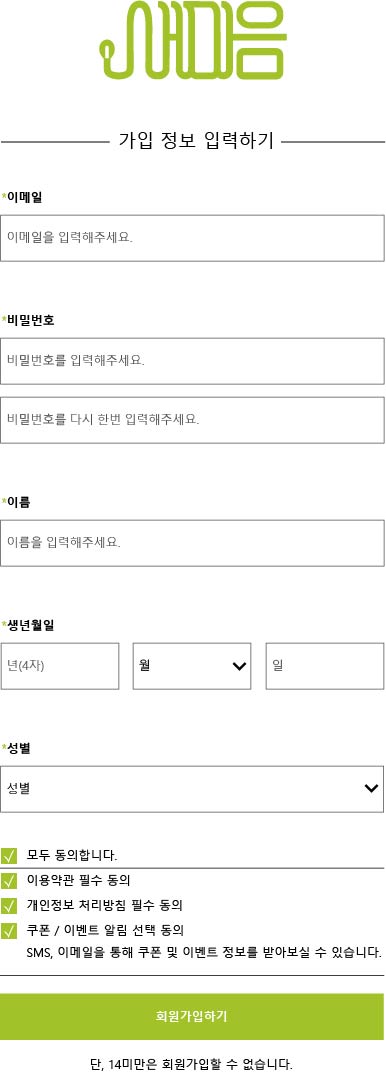 새마음
가입 정보 입력하기
*이메일
이메일을 입력해주세요.
*비밀번호
비밀번호를 입력해주세요.
비밀번호를 다시 한번 입력해주세요.
*이름
이름을 입력해주세요.
*생년월일
년(4자) 월 일
*성별
성별
모두 동의합니다.
이용약관 필수 동의
개인정보 처리방침 필수 동의
쿠폰 / 이벤트 알림 선택 동의
SMS, 이메일을 통해 쿠폰 및 이벤트 정보를 받아보실 수 있습니다.
회원가입하기
단, 14미만은 회원가입할 수 없습니다.